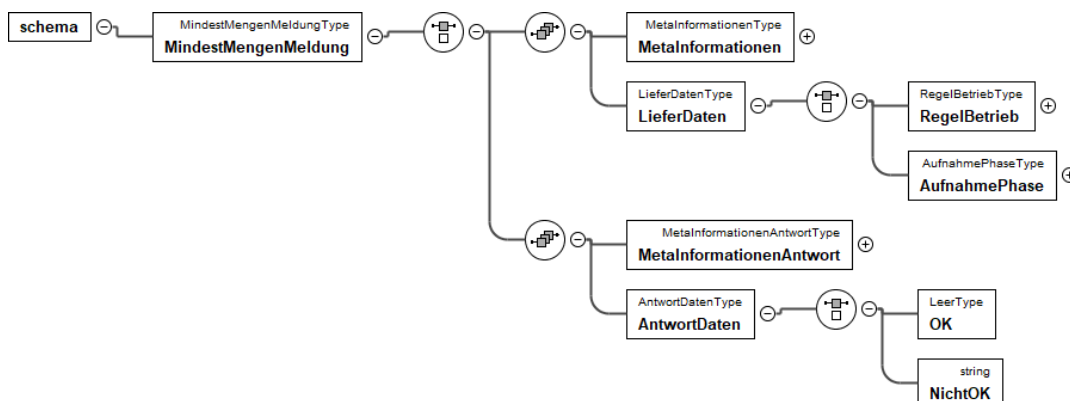 schema
MindestMengenMeldungType
MindestMengenMeldung
MetaInformationenType
MetaInformationen
LieferDatenType
LieferDaten
RegelBetriebType
RegelBetrieb
AufnahmePhaseType
AufnahmePhase
MetaInformationenAntwortType
MetaInformationenAntwort
AntwortDatenType
AntwortDaten
LeerType
OK
string
NichtOK